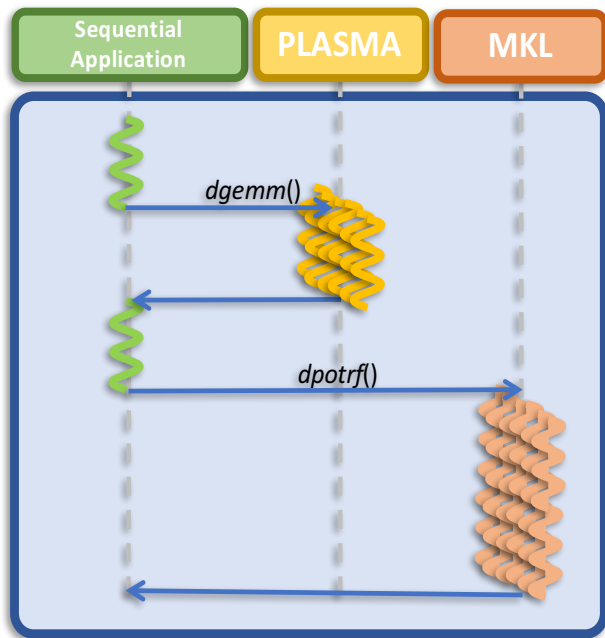 Sequential
Application
PLASMA
MKL
dgemm()
dpotrf()